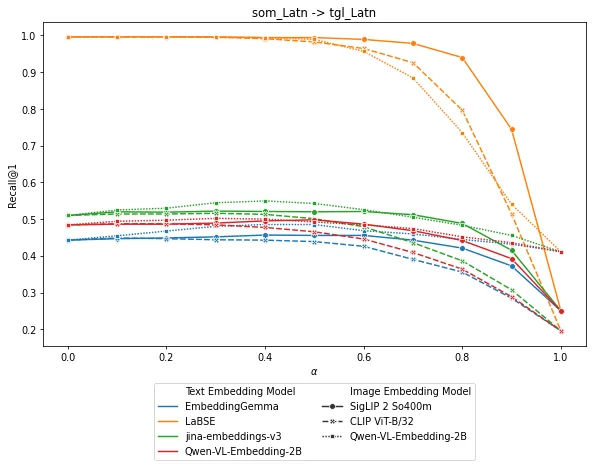 som_Latn -> tgl_Latn
1.0
0.9
0.8
0.7
0.6
0.5
0.4
0.3
0.2
Recall@1
0.0 0.2 0.4 0.6 0.8 1.0
α
Text Embedding Model Image Embedding Model
EmbeddingGemma SigLIP 2 So400m
LaBSE CLIP ViT-B/32
jina-embeddings-v3 Qwen-VL-Embedding-2B
Qwen-VL-Embedding-2B